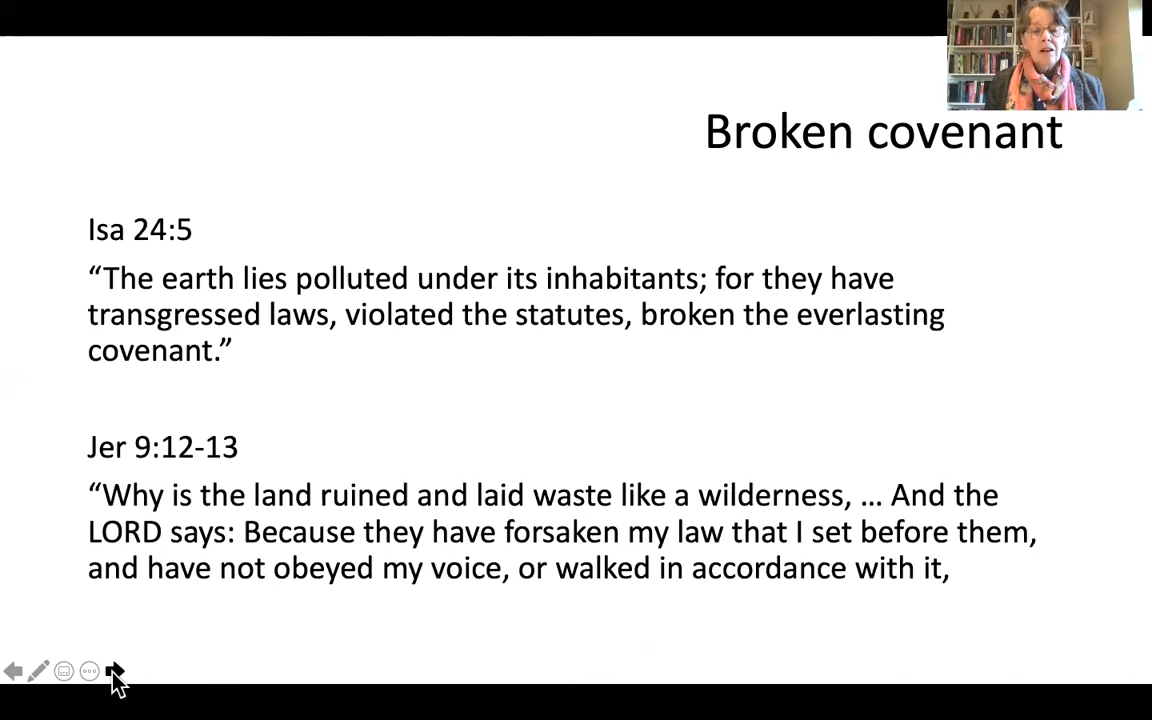 Broken covenant
Isa 24:5
“The earth lies polluted under its inhabitants; for they have
transgressed laws, violated the statutes, broken the everlasting
covenant.”
Jer 9:12-13
“Why is the land ruined and laid waste like a wilderness, … And the
LORD says: Because they have forsaken my law that I set before them,
and have not obeyed my voice, or walked in accordance with it,